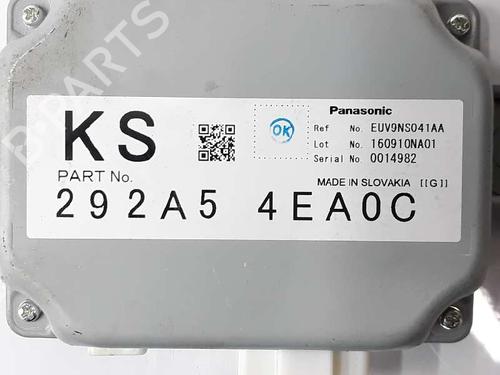 B-PARTS
KS
OK
Panasonic
Ref No. EUV9NS041AA
Lot No. 160910NA01
Serial No. 0014982
PART No.
MADE IN SLOVAKIA [[G]]
292A5 4EA0C